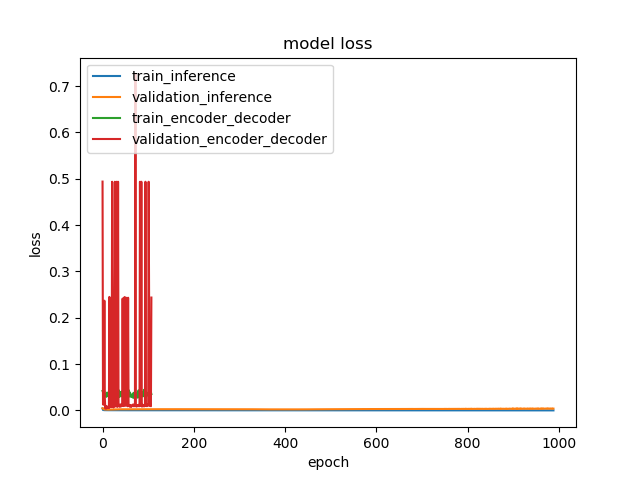 model loss
train_inference
validation_inference
train_encoder_decoder
validation_encoder_decoder
0.7
0.6
0.5
0.4
0.3
0.2
0.1
0.0
loss
0 200 400 600 800 1000
epoch